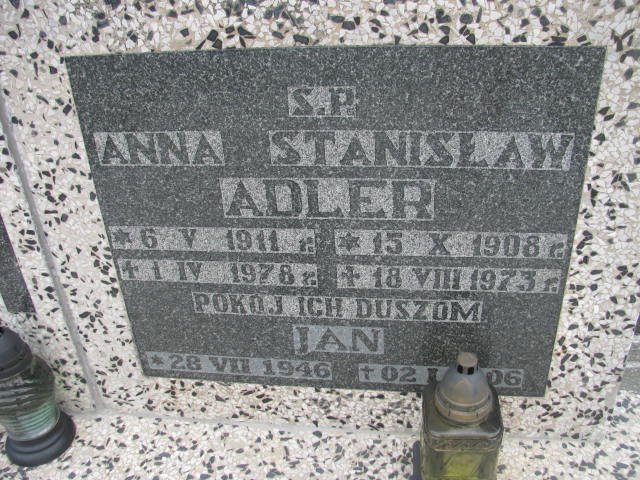 Ś.P.
ANNA STANISŁAW
ADLER
* 6 V 1911 r. * 15 X 1908 r.
✝ 1 IV 1978 r. ✝ 18 VIII 1973 r.
POKÓJ ICH DUSZOM
JAN
* 28 VII 1946 ✝ 02